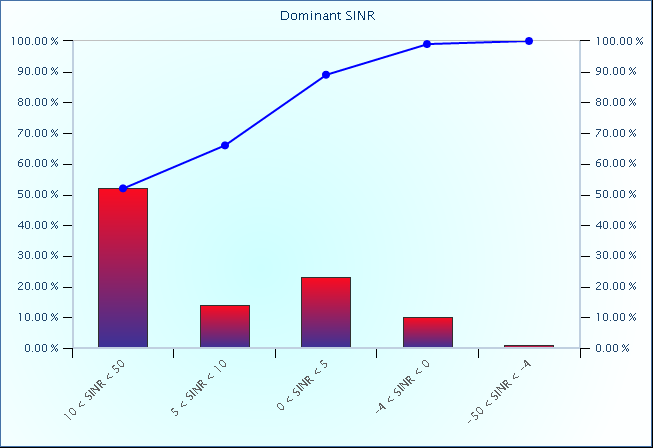 Dominant SINR
100.00 % 100.00 %
90.00 % 90.00 %
80.00 % 80.00 %
70.00 % 70.00 %
60.00 % 60.00 %
50.00 % 50.00 %
40.00 % 40.00 %
30.00 % 30.00 %
20.00 % 20.00 %
10.00 % 10.00 %
0.00 % 0.00 %
10 < SINR < 50
5 < SINR < 10
0 < SINR < 5
-4 < SINR < 0
-50 < SINR < -4